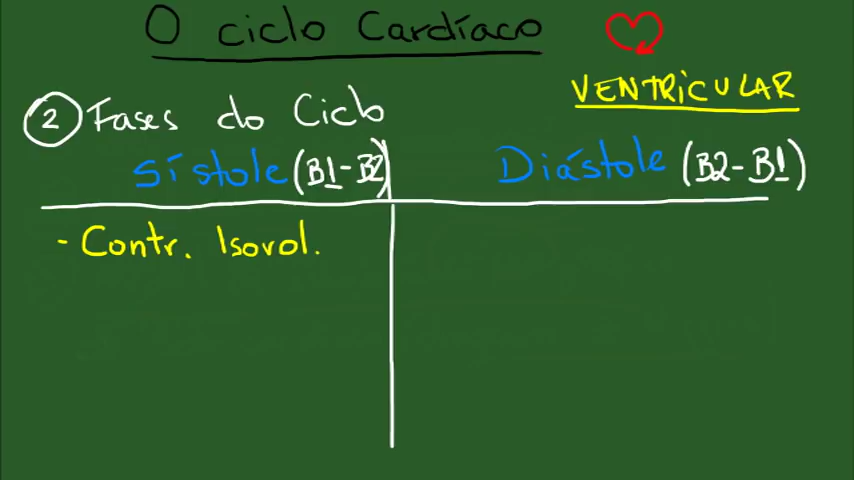 O ciclo Cardíaco
VENTRICULAR
2 Fases do Ciclo
Sístole (B1-B2) Diástole (B2-B1)
- Contr. Isovol.